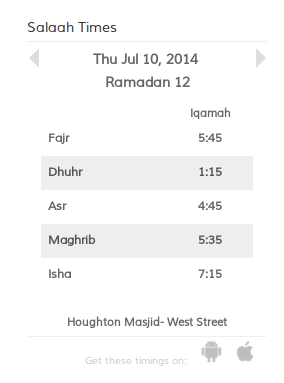 Salaah Times
Thu Jul 10, 2014
Ramadan 12
Iqamah
Fajr 5:45
Dhuhr 1:15
Asr 4:45
Maghrib 5:35
Isha 7:15
Houghton Masjid- West Street
Get these timings on: